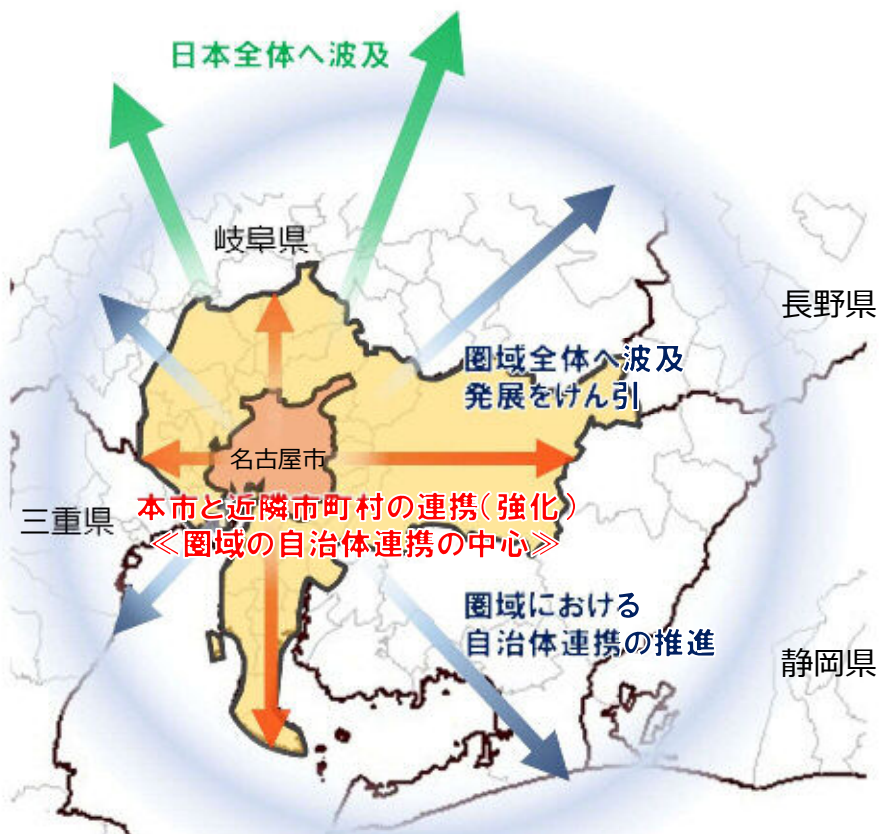 日本全体へ波及
岐阜県
長野県
圏域全体へ波及
発展をけん引
名古屋市
本市と近隣市町村の連携(強化)
≪圏域の自治体連携の中心≫
三重県
圏域における
自治体連携の推進
静岡県